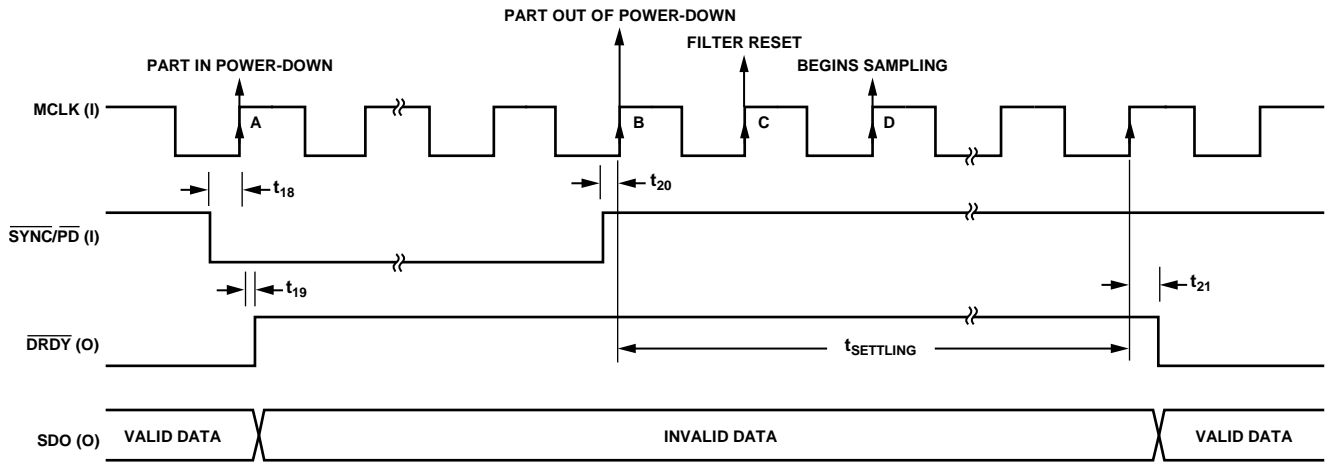 PART OUT OF POWER-DOWN
FILTER RESET
PART IN POWER-DOWN
BEGINS SAMPLING
MCLK (I)
A
B
C
D
t18
t20
SYNC/PD (I)
t19
t21
DRDY (O)
tSETTLING
SDO (O)
VALID DATA
INVALID DATA
VALID DATA